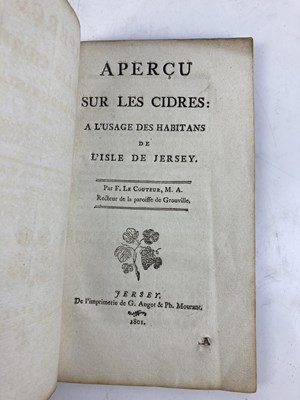 APERÇU
SUR LES CIDRES:
A L'USAGE DES HABITANS
DE
L'ISLE DE JERSEY.
Par F. LE COUTEUR, M. A.
Recteur de la paroisse de Grouville.
JERSEY,
De l'imprimerie de G. Angot & Ph. Mourant,
1801.
A